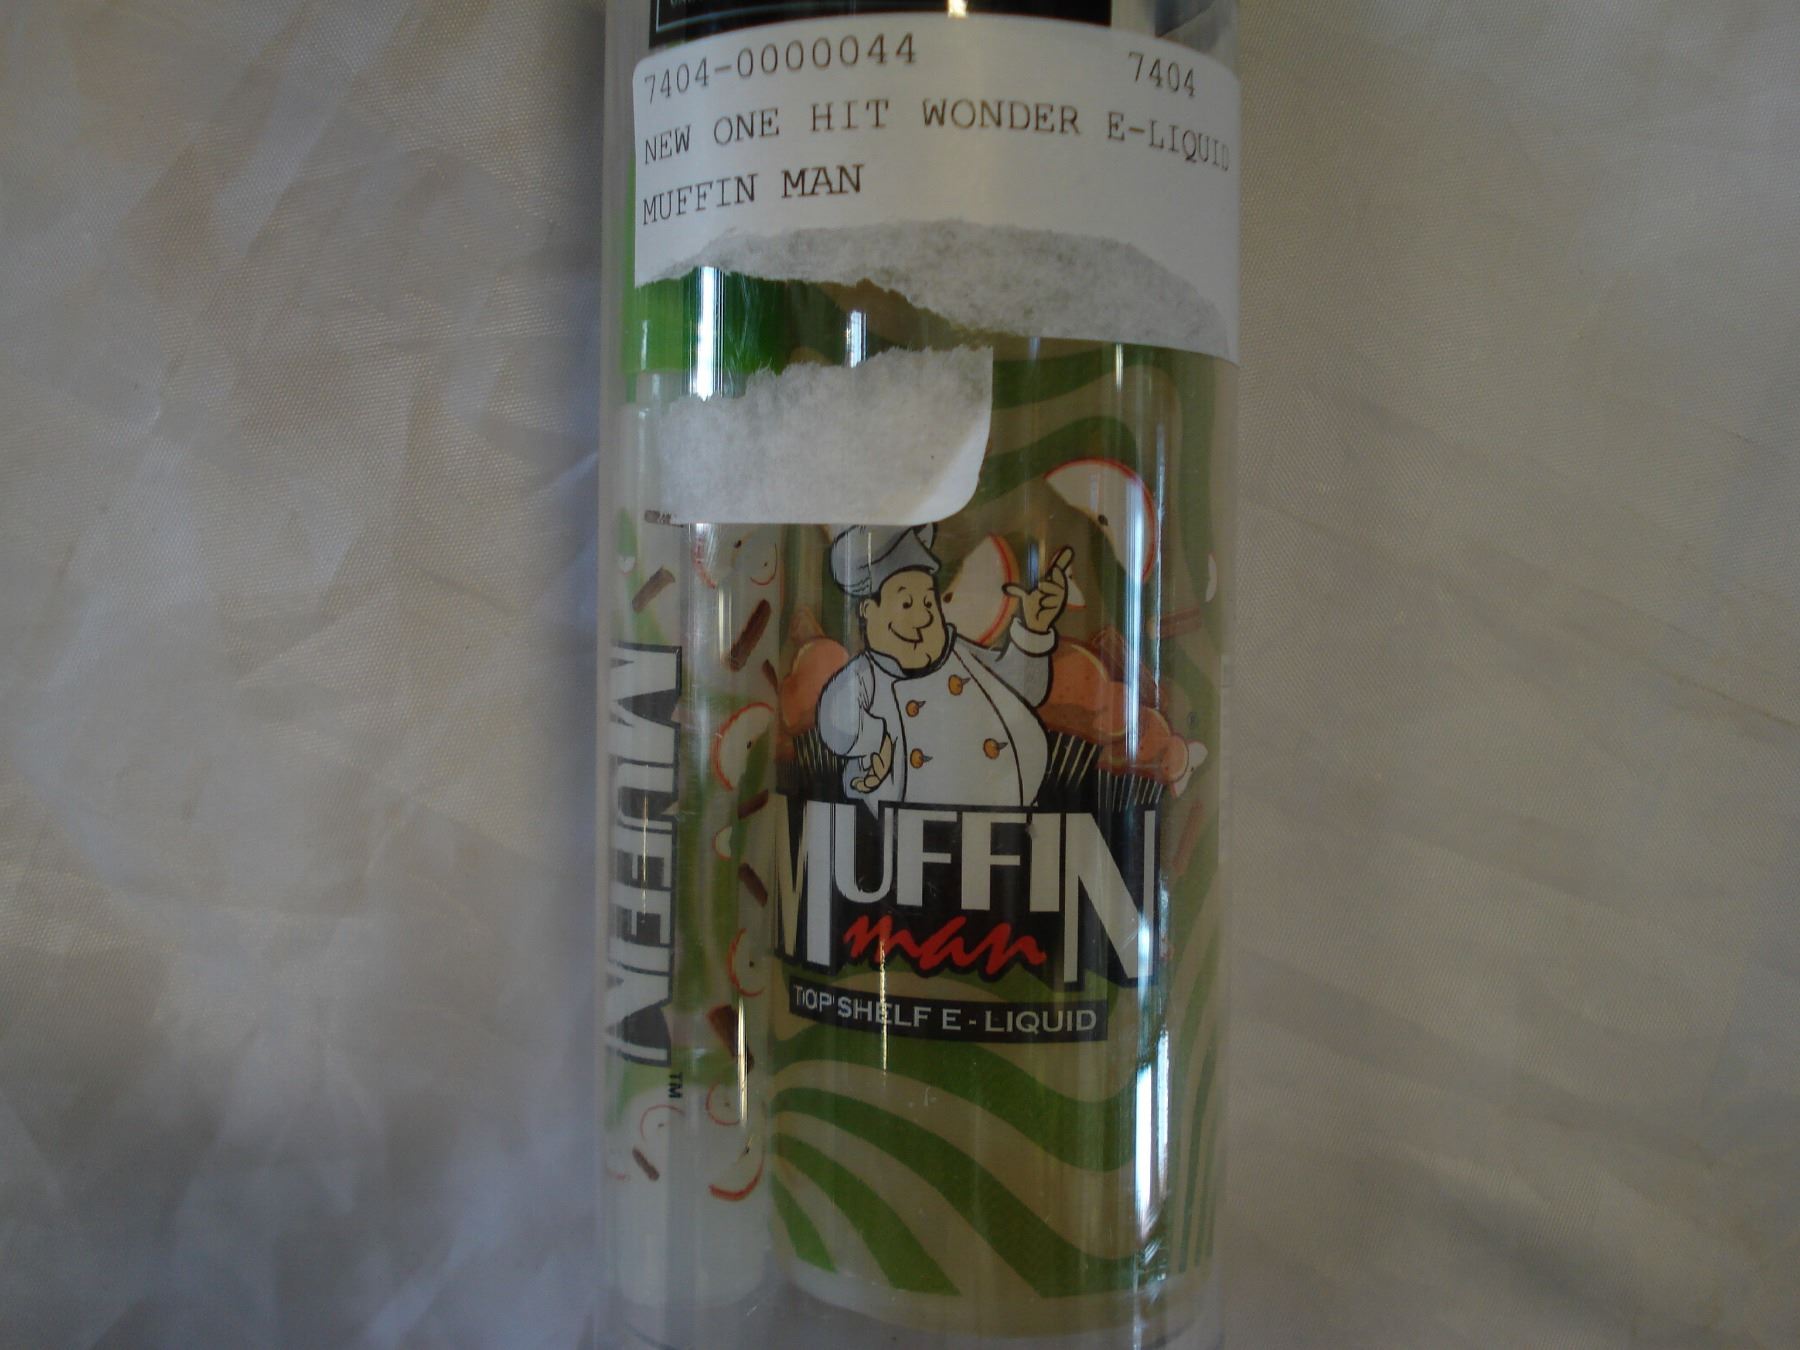 7404-0000044 7404
NEW ONE HIT WONDER E-LIQUID
MUFFIN MAN
MUFFIN
TM
MUFFIN
man
TOP SHELF E-LIQUID